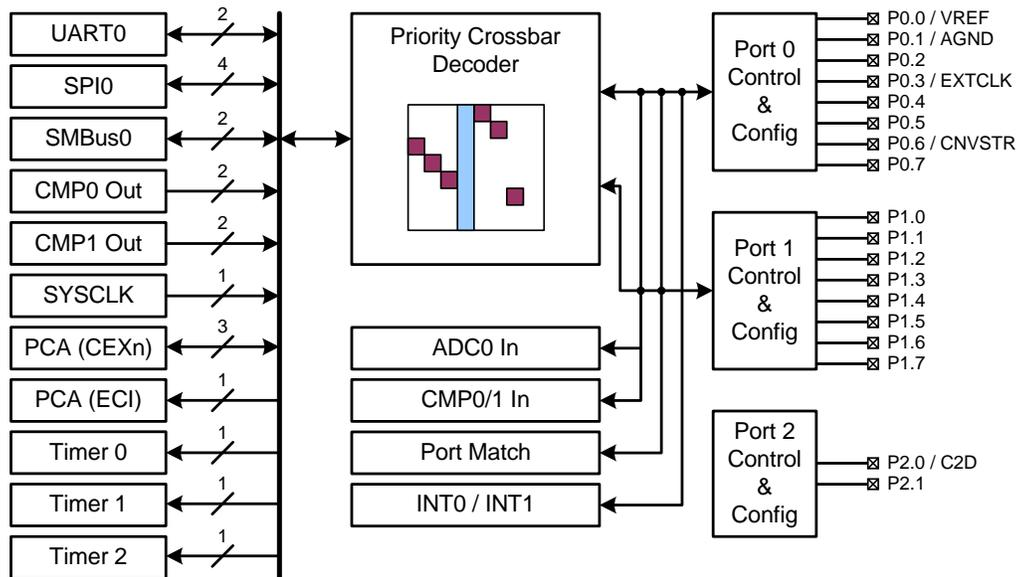 UART0
2
SPI0
4
SMBus0
2
CMP0 Out
2
CMP1 Out
2
SYSCLK
1
PCA (CEXn)
3
PCA (ECI)
1
Timer 0
1
Timer 1
1
Timer 2
1
Priority Crossbar
Decoder
ADC0 In
CMP0/1 In
Port Match
INT0 / INT1
Port 0
Control
&
Config
P0.0 / VREF
P0.1 / AGND
P0.2
P0.3 / EXTCLK
P0.4
P0.5
P0.6 / CNVSTR
P0.7
Port 1
Control
&
Config
P1.0
P1.1
P1.2
P1.3
P1.4
P1.5
P1.6
P1.7
Port 2
Control
&
Config
P2.0 / C2D
P2.1